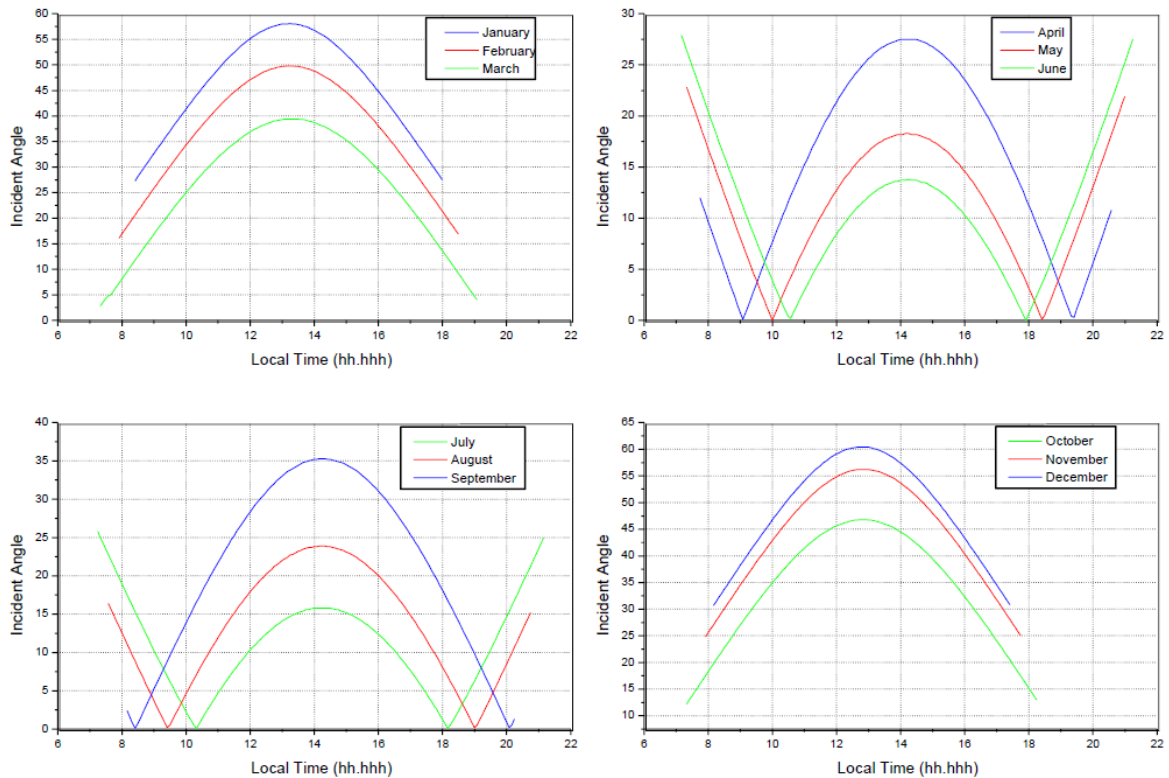 60
55
50
45
40
35
30
25
20
15
10
5
0
6 8 10 12 14 16 18 20 22
Incident Angle
Local Time (hh.hhh)
January
February
March
30
25
20
15
10
5
0
6 8 10 12 14 16 18 20 22
Incident Angle
Local Time (hh.hhh)
April
May
June
40
35
30
25
20
15
10
5
0
6 8 10 12 14 16 18 20 22
Incident Angle
Local Time (hh.hhh)
July
August
September
65
60
55
50
45
40
35
30
25
20
15
10
6 8 10 12 14 16 18 20 22
Incident Angle
Local Time (hh.hhh)
October
November
December